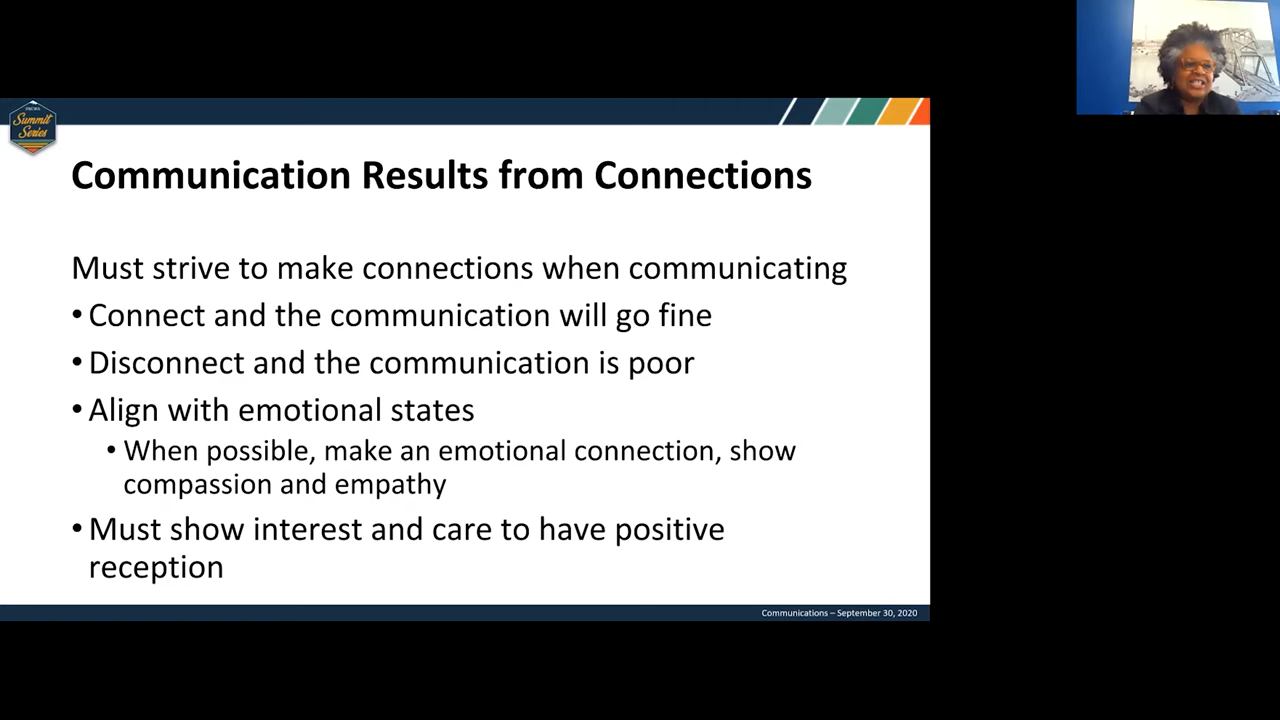 PNCWA
Summit
Series
Communication Results from Connections
Must strive to make connections when communicating
• Connect and the communication will go fine
• Disconnect and the communication is poor
• Align with emotional states
• When possible, make an emotional connection, show
compassion and empathy
• Must show interest and care to have positive
reception
Communications – September 30, 2020